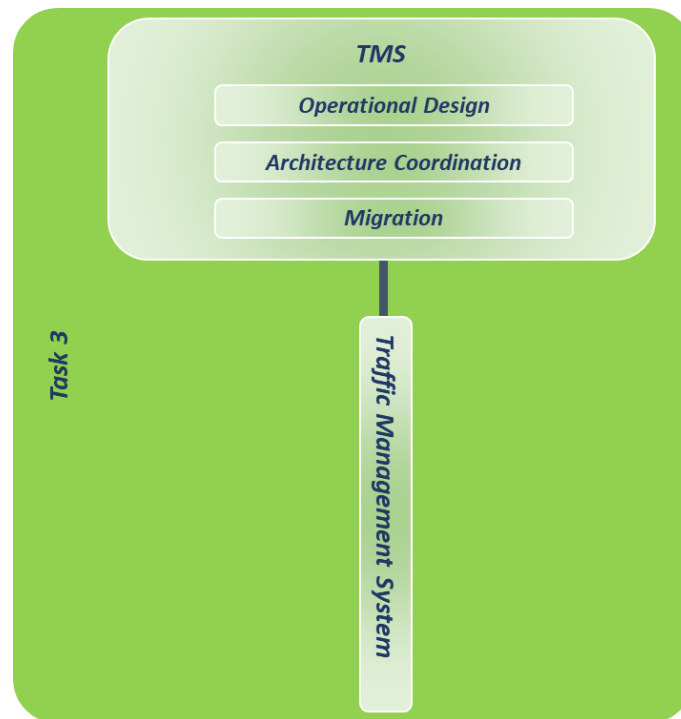 TMS
Operational Design
Architecture Coordination
Migration
Task 3
Traffic Management System